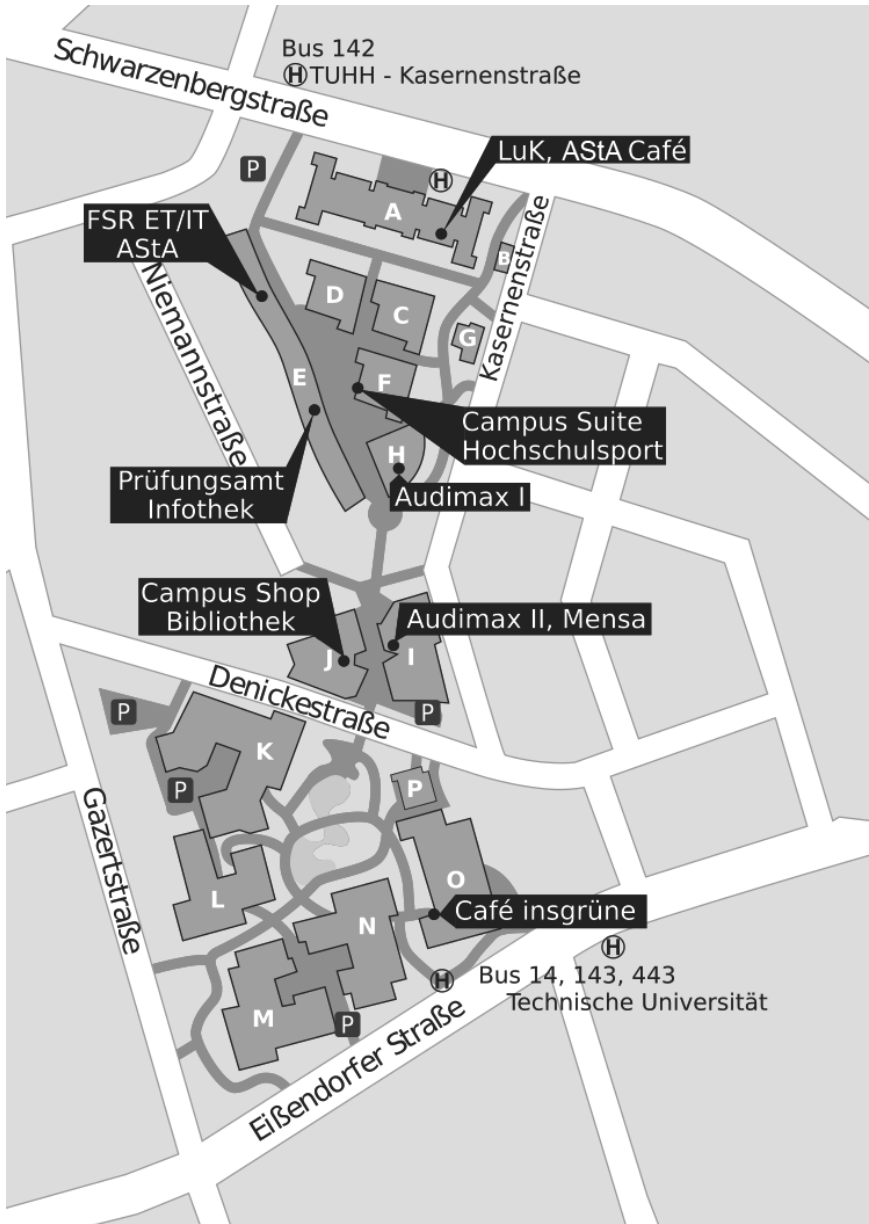 Bus 142
H TUHH - Kasernenstraße
Schwarzenbergstraße
LuK, AStA Café
P
H
A
FSR ET/IT
AStA
Kasernenstraße
B
Niemannstraße
D
C
G
E
F
Campus Suite
Hochschulsport
H
Prüfungsamt
Infothek
Audimax I
Campus Shop
Bibliothek
Audimax II, Mensa
J
I
Denickestraße
P
P
K
P
P
Gazertstraße
L
O
Café insgrüne
N
H
H
Bus 14, 143, 443
Technische Universität
M
P
Eißendorfer Straße